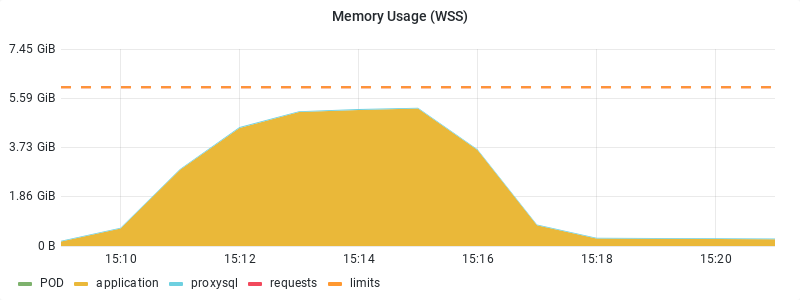 Memory Usage (WSS)
7.45 GiB
5.59 GiB
3.73 GiB
1.86 GiB
0 B
15:10 15:12 15:14 15:16 15:18 15:20
POD application proxysql requests limits